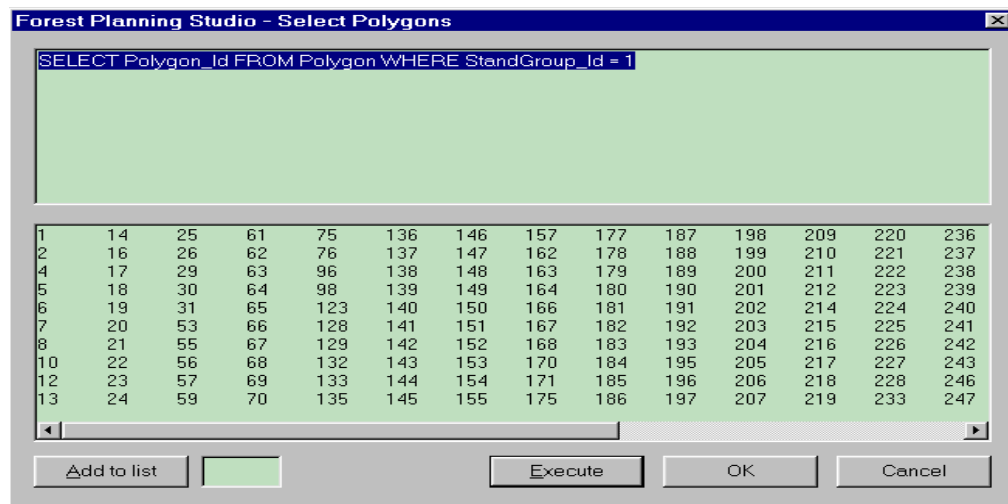 Forest Planning Studio - Select Polygons
SELECT Polygon_Id FROM Polygon WHERE StandGroup_Id = 1
1 14 25 61 75 136 146 157 177 187 198 209 220 236
2 16 26 62 76 137 147 162 178 188 199 210 221 237
4 17 29 63 96 138 148 163 179 189 200 211 222 238
5 18 30 64 98 139 149 164 180 190 201 212 223 239
6 19 31 65 123 140 150 166 181 191 202 214 224 240
7 20 53 66 128 141 151 167 182 192 203 215 225 241
8 21 55 67 129 142 152 168 183 193 204 216 226 242
10 22 56 68 132 143 153 170 184 195 205 217 227 243
12 23 57 69 133 144 154 171 185 196 206 218 228 246
13 24 59 70 135 145 155 175 186 197 207 219 233 247
Add to list Execute OK Cancel